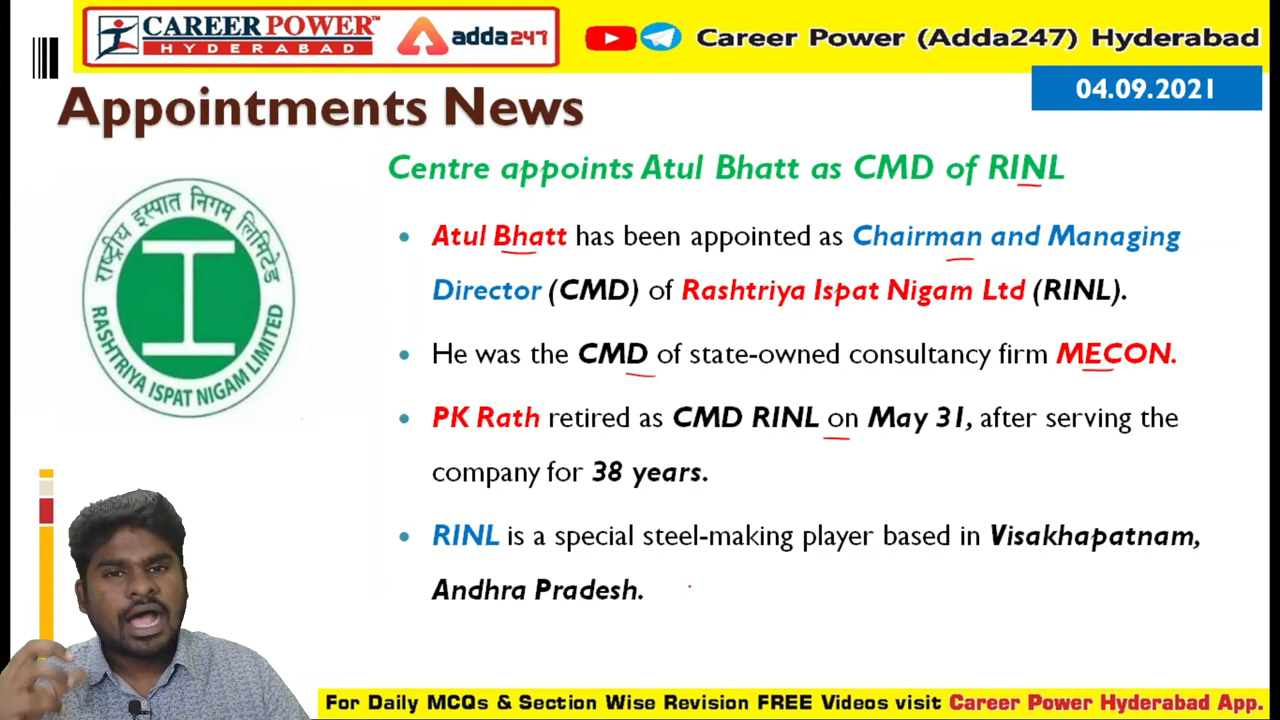 CAREER POWER™
HYDERABAD
adda247
Career Power (Adda247) Hyderabad
Appointments News
04.09.2021
राष्ट्रीय इस्पात निगम लिमिटेड
RASHTRIYA ISPAT NIGAM LIMITED
Centre appoints Atul Bhatt as CMD of RINL
• Atul Bhatt has been appointed as Chairman and Managing
Director (CMD) of Rashtriya Ispat Nigam Ltd (RINL).
• He was the CMD of state-owned consultancy firm MECON.
• PK Rath retired as CMD RINL on May 31, after serving the
company for 38 years.
• RINL is a special steel-making player based in Visakhapatnam,
Andhra Pradesh.
For Daily MCQs & Section Wise Revision FREE Videos visit Career Power Hyderabad App.